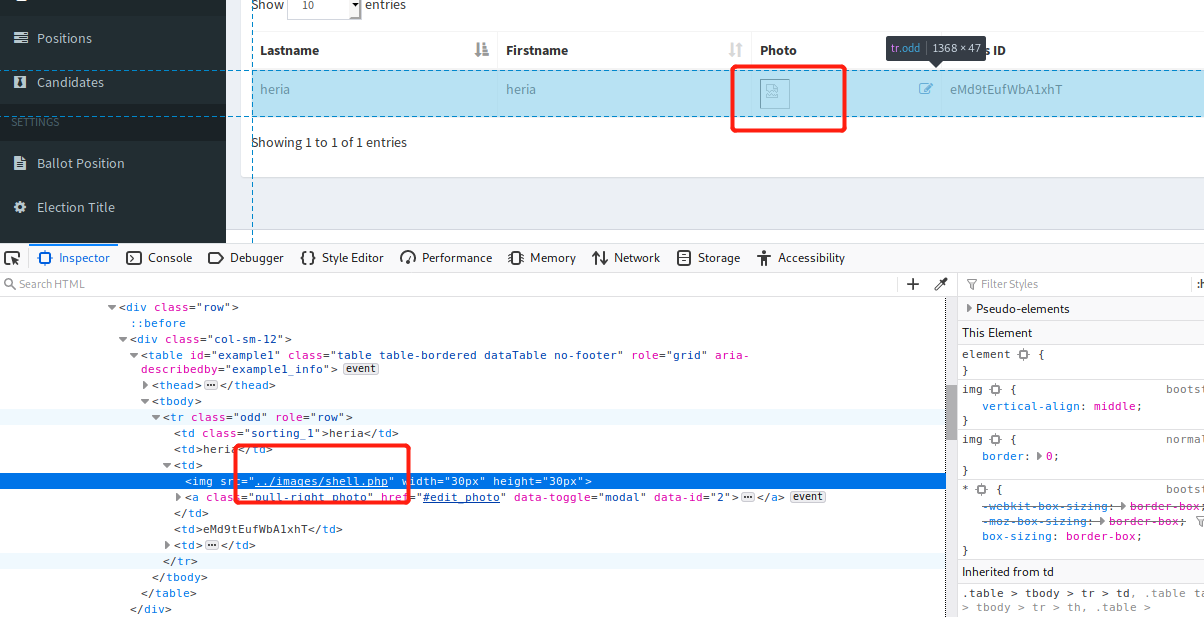 Show 10 entries
Positions
Lastname Firstname Photo tr.odd 1368 × 47 s ID
Candidates
heria heria eMd9tEufWbA1xhT
SETTINGS
Showing 1 to 1 of 1 entries
Ballot Position
Election Title
Inspector Console Debugger Style Editor Performance Memory Network Storage Accessibility
Search HTML + Filter Styles :h
<div class="row">
::before
<div class="col-sm-12">
<table id="example1" class="table table-bordered dataTable no-footer" role="grid" aria-
describedby="example1_info"> event
<thead>…</thead>
<tbody>
<tr class="odd" role="row">
<td class="sorting_1">heria</td>
<td>heria</td>
<td>
<img src="../images/shell.php" width="30px" height="30px">
<a class="pull-right photo" href="#edit_photo" data-toggle="modal" data-id="2">…</a> event
</td>
<td>eMd9tEufWbA1xhT</td>
<td>…</td>
</tr>
</tbody>
</table>
</div>
Pseudo-elements
This Element
element {
}
img { bootst
vertical-align: middle;
}
img { normal
border: 0;
}
* { bootst
-webkit-box-sizing: border-box;
-moz-box-sizing: border-box;
box-sizing: border-box;
}
Inherited from td
.table > tbody > tr > td, .table ta
> tbody > tr > th, .table >